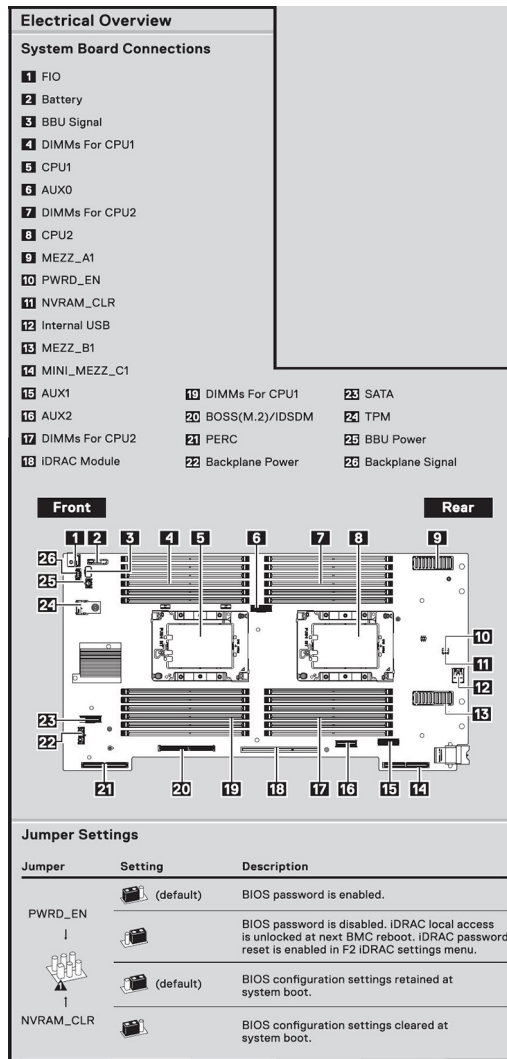 Electrical Overview
System Board Connections
1 FIO
2 Battery
3 BBU Signal
4 DIMMs For CPU1
5 CPU1
6 AUX0
7 DIMMs For CPU2
8 CPU2
9 MEZZ_A1
10 PWRD_EN
11 NVRAM_CLR
12 Internal USB
13 MEZZ_B1
14 MINI_MEZZ_C1
15 AUX1
16 AUX2
17 DIMMs For CPU2
18 iDRAC Module
19 DIMMs For CPU1
20 BOSS(M.2)/IDSDM
21 PERC
22 Backplane Power
23 SATA
24 TPM
25 BBU Power
26 Backplane Signal
Front Rear
26 1 2 3 4 5 6 7 8 9
25
24
10
11
12
13
23
22
21 20 19 18 17 16 15 14
Jumper Settings
Jumper Setting Description
PWRD_EN
(default) BIOS password is enabled.
BIOS password is disabled. iDRAC local access
is unlocked at next BMC reboot. iDRAC password
reset is enabled in F2 iDRAC settings menu.
NVRAM_CLR
(default) BIOS configuration settings retained at
system boot.
BIOS configuration settings cleared at
system boot.